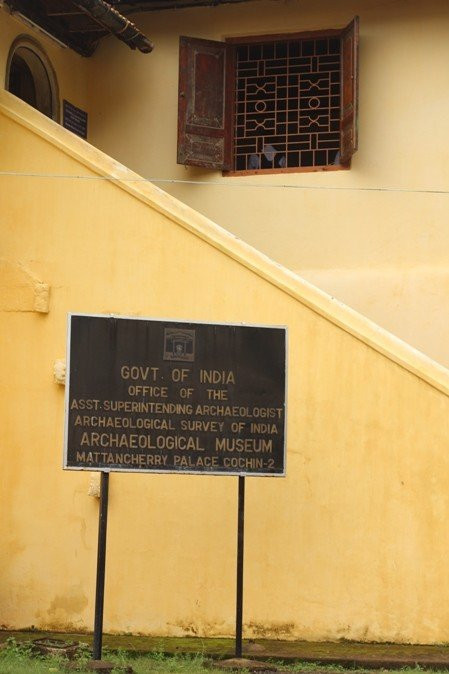 GOVT. OF INDIA
OFFICE OF THE
ASST. SUPERINTENDING ARCHAEOLOGIST
ARCHAEOLOGICAL SURVEY OF INDIA
ARCHAEOLOGICAL MUSEUM
MATTANCHERRY PALACE COCHIN-2